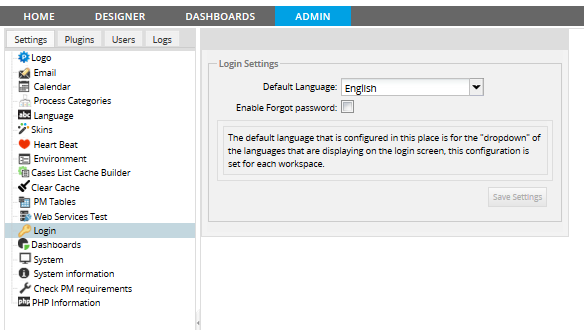 HOME DESIGNER DASHBOARDS ADMIN
Settings Plugins Users Logs
Logo
Email
Calendar
Process Categories
abc Language
Skins
Heart Beat
Environment
Cases List Cache Builder
Clear Cache
PM Tables
Web Services Test
Login
Dashboards
System
System information
Check PM requirements
php PHP Information
Login Settings
Default Language: English
Enable Forgot password:
The default language that is configured in this place is for the "dropdown" of
the languages that are displaying on the login screen, this configuration is
set for each workspace.
Save Settings